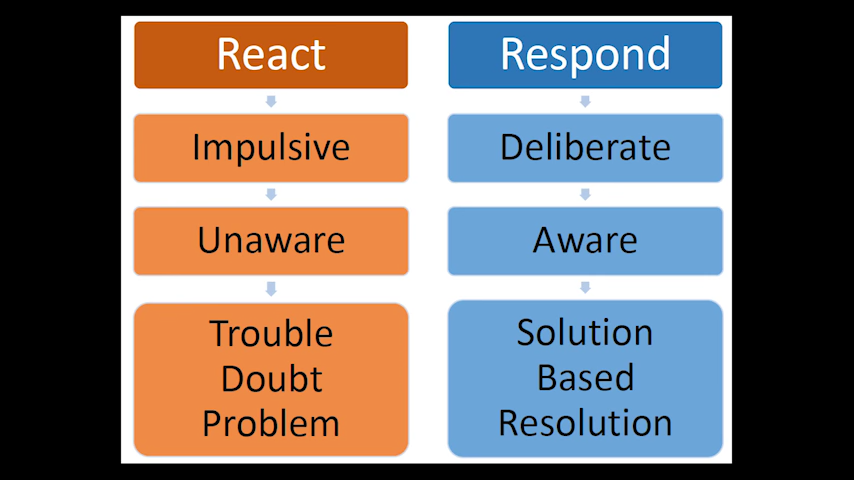 React
Impulsive
Unaware
Trouble
Doubt
Problem
Respond
Deliberate
Aware
Solution
Based
Resolution